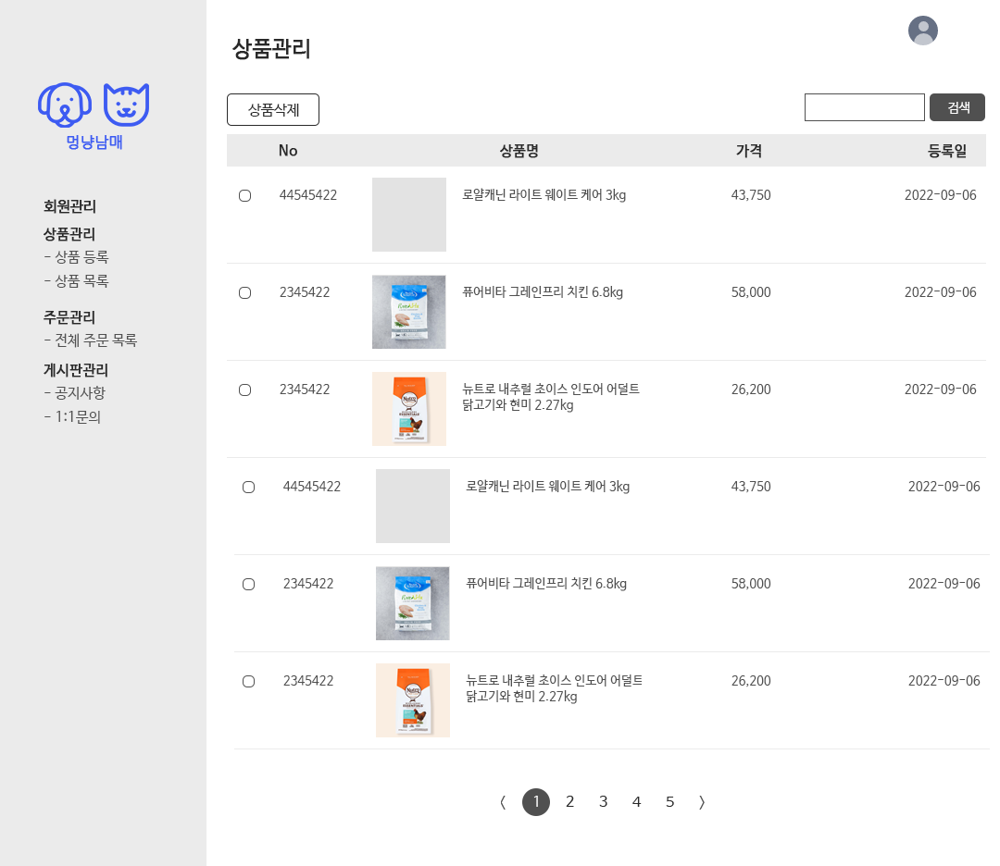 상품관리
멍냥남매
회원관리
상품관리
- 상품 등록
- 상품 목록
주문관리
- 전체 주문 목록
게시판관리
- 공지사항
- 1:1문의
상품삭제
검색
No 상품명 가격 등록일
44545422 로얄캐닌 라이트 웨이트 케어 3kg 43,750 2022-09-06
2345422 퓨어비타 그레인프리 치킨 6.8kg 58,000 2022-09-06
2345422 뉴트로 내추럴 초이스 인도어 어덜트 26,200 2022-09-06
닭고기와 현미 2.27kg
Nutro
ESSENTIALS
44545422 로얄캐닌 라이트 웨이트 케어 3kg 43,750 2022-09-06
2345422 퓨어비타 그레인프리 치킨 6.8kg 58,000 2022-09-06
2345422 뉴트로 내추럴 초이스 인도어 어덜트 26,200 2022-09-06
닭고기와 현미 2.27kg
Nutro
ESSENTIALS
〈 1 2 3 4 5 〉